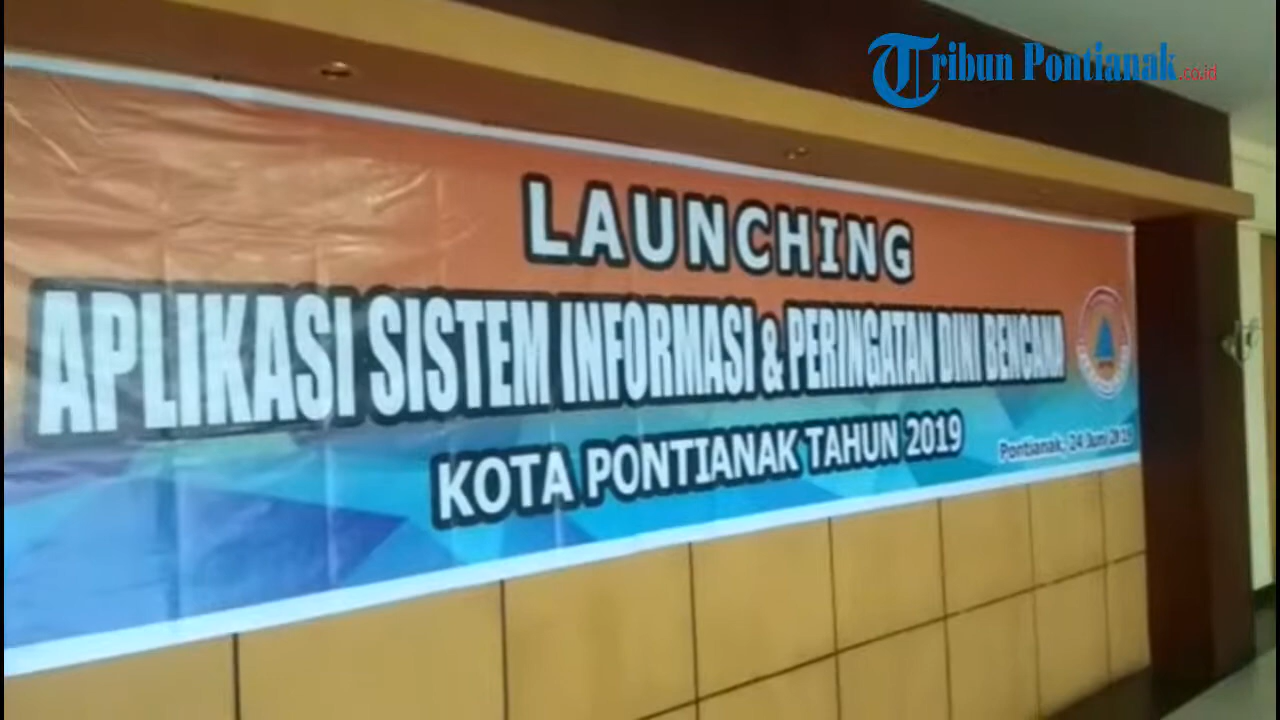 Tribun Pontianak.co.id
LAUNCHING
APLIKASI SISTEM INFORMASI & PERINGATAN DINI BENCANA
KOTA PONTIANAK TAHUN 2019
Pontianak, 24 Juni 2019